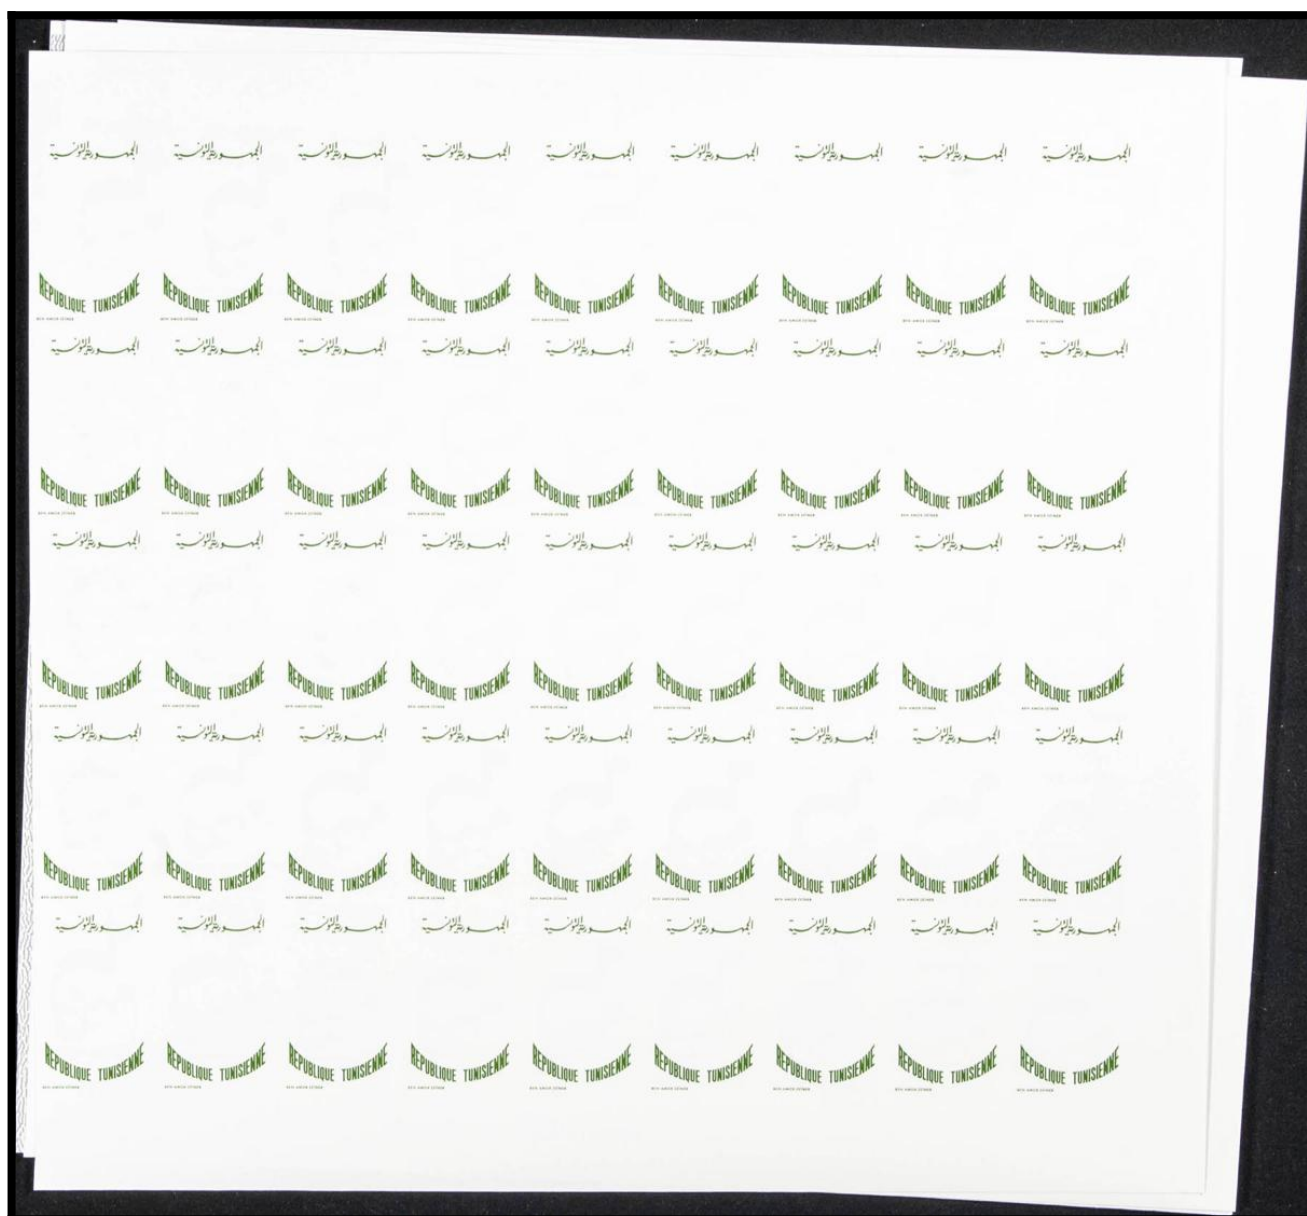 الجمهورية التونسية الجمهورية التونسية الجمهورية التونسية الجمهورية التونسية الجمهورية التونسية الجمهورية التونسية الجمهورية التونسية الجمهورية التونسية الجمهورية التونسية
REPUBLIQUE TUNISIENNE REPUBLIQUE TUNISIENNE REPUBLIQUE TUNISIENNE REPUBLIQUE TUNISIENNE REPUBLIQUE TUNISIENNE REPUBLIQUE TUNISIENNE REPUBLIQUE TUNISIENNE REPUBLIQUE TUNISIENNE REPUBLIQUE TUNISIENNE
الجمهورية التونسية الجمهورية التونسية الجمهورية التونسية الجمهورية التونسية الجمهورية التونسية الجمهورية التونسية الجمهورية التونسية الجمهورية التونسية الجمهورية التونسية
REPUBLIQUE TUNISIENNE REPUBLIQUE TUNISIENNE REPUBLIQUE TUNISIENNE REPUBLIQUE TUNISIENNE REPUBLIQUE TUNISIENNE REPUBLIQUE TUNISIENNE REPUBLIQUE TUNISIENNE REPUBLIQUE TUNISIENNE REPUBLIQUE TUNISIENNE
الجمهورية التونسية الجمهورية التونسية الجمهورية التونسية الجمهورية التونسية الجمهورية التونسية الجمهورية التونسية الجمهورية التونسية الجمهورية التونسية الجمهورية التونسية
REPUBLIQUE TUNISIENNE REPUBLIQUE TUNISIENNE REPUBLIQUE TUNISIENNE REPUBLIQUE TUNISIENNE REPUBLIQUE TUNISIENNE REPUBLIQUE TUNISIENNE REPUBLIQUE TUNISIENNE REPUBLIQUE TUNISIENNE REPUBLIQUE TUNISIENNE
الجمهورية التونسية الجمهورية التونسية الجمهورية التونسية الجمهورية التونسية الجمهورية التونسية الجمهورية التونسية الجمهورية التونسية الجمهورية التونسية الجمهورية التونسية
REPUBLIQUE TUNISIENNE REPUBLIQUE TUNISIENNE REPUBLIQUE TUNISIENNE REPUBLIQUE TUNISIENNE REPUBLIQUE TUNISIENNE REPUBLIQUE TUNISIENNE REPUBLIQUE TUNISIENNE REPUBLIQUE TUNISIENNE REPUBLIQUE TUNISIENNE
الجمهورية التونسية الجمهورية التونسية الجمهورية التونسية الجمهورية التونسية الجمهورية التونسية الجمهورية التونسية الجمهورية التونسية الجمهورية التونسية الجمهورية التونسية
REPUBLIQUE TUNISIENNE REPUBLIQUE TUNISIENNE REPUBLIQUE TUNISIENNE REPUBLIQUE TUNISIENNE REPUBLIQUE TUNISIENNE REPUBLIQUE TUNISIENNE REPUBLIQUE TUNISIENNE REPUBLIQUE TUNISIENNE REPUBLIQUE TUNISIENNE